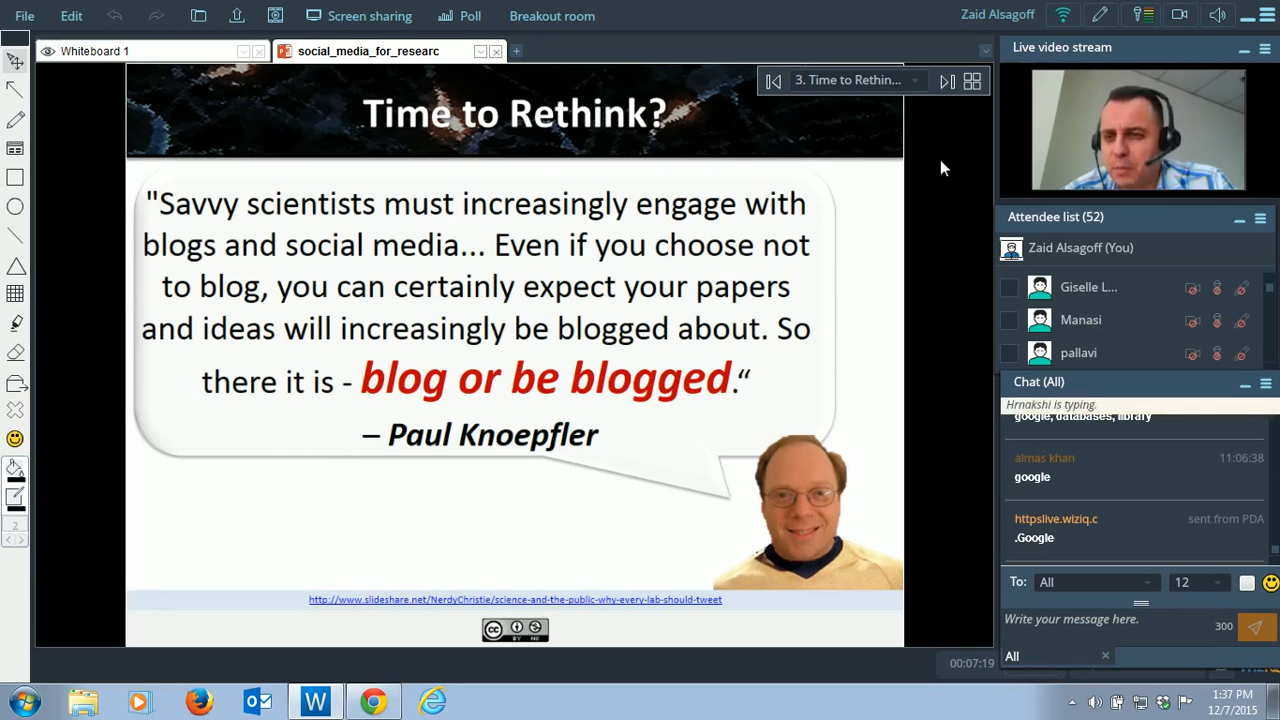 File Edit Screen sharing Poll Breakout room Zaid Alsagoff
Whiteboard 1
social_media_for_researc
3. Time to Rethin...
Time to Rethink?
"Savvy scientists must increasingly engage with
blogs and social media... Even if you choose not
to blog, you can certainly expect your papers
and ideas will increasingly be blogged about. So
there it is - blog or be blogged.“
– Paul Knoepfler
http://www.slideshare.net/NerdyChristie/science-and-the-public-why-every-lab-should-tweet
cc
BY NC
2
Live video stream
Attendee list (52)
Zaid Alsagoff (You)
Giselle L...
Manasi
pallavi
Chat (All)
Hrnakshi is typing.
google, databases, library
almas khan 11:06:38
google
httpslive.wiziq.c sent from PDA
.Google
To: All 12
Write your message here. 300
All
00:07:19
1:37 PM
12/7/2015